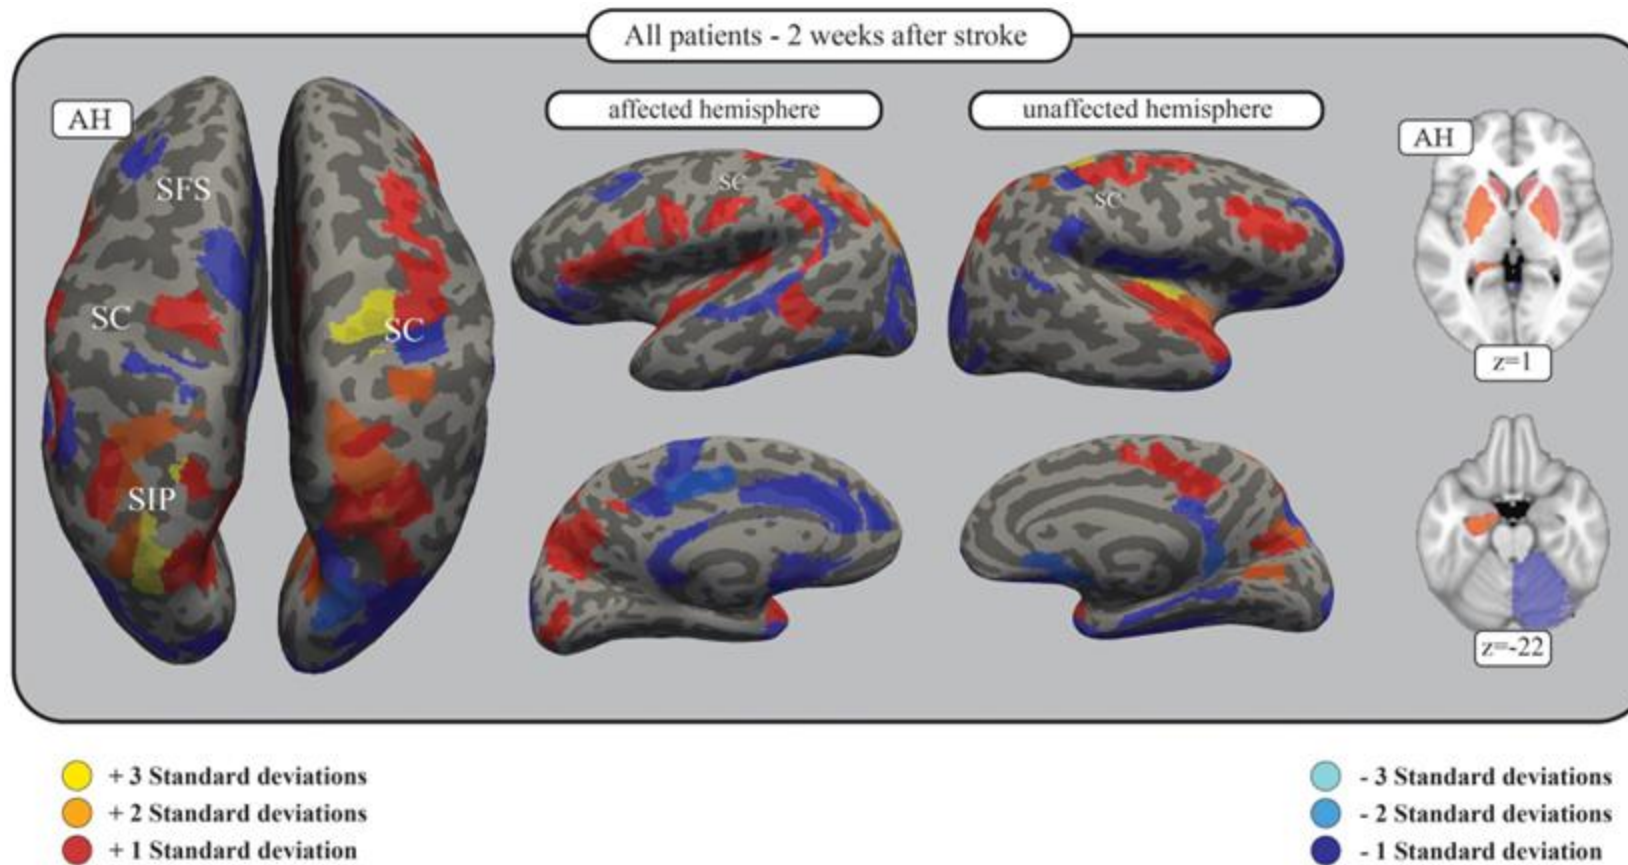 All patients - 2 weeks after stroke
AH
affected hemisphere
unaffected hemisphere
AH
SFS
SC
SC
SIP
SC
SC
z=1
z=-22
+ 3 Standard deviations
+ 2 Standard deviations
+ 1 Standard deviation
- 3 Standard deviations
- 2 Standard deviations
- 1 Standard deviation